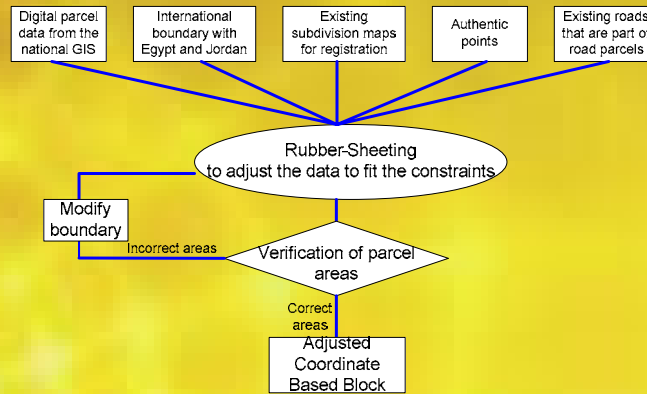 Digital parcel
data from the
national GIS
International
boundary with
Egypt and Jordan
Existing
subdivision maps
for registration
Authentic
points
Existing roads
that are part of
road parcels
Rubber-Sheeting
to adjust the data to fit the constraints
Modify
boundary
Incorrect areas
Verification of parcel
areas
Correct
areas
Adjusted
Coordinate
Based Block